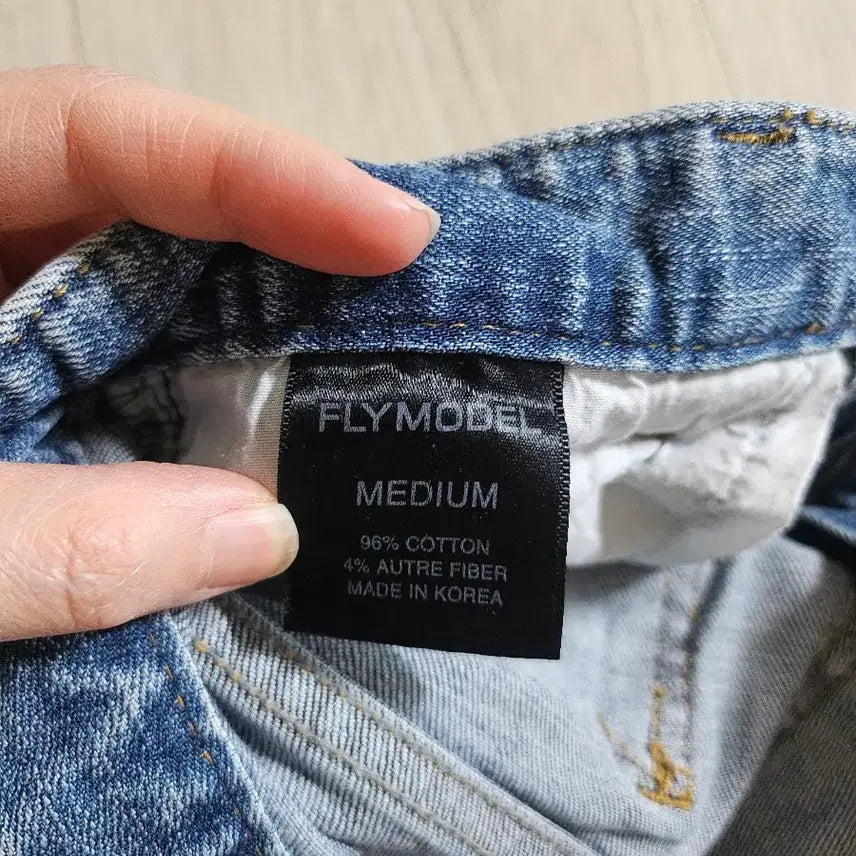 FLYMODEL
MEDIUM
96% COTTON
4% AUTRE FIBER
MADE IN KOREA